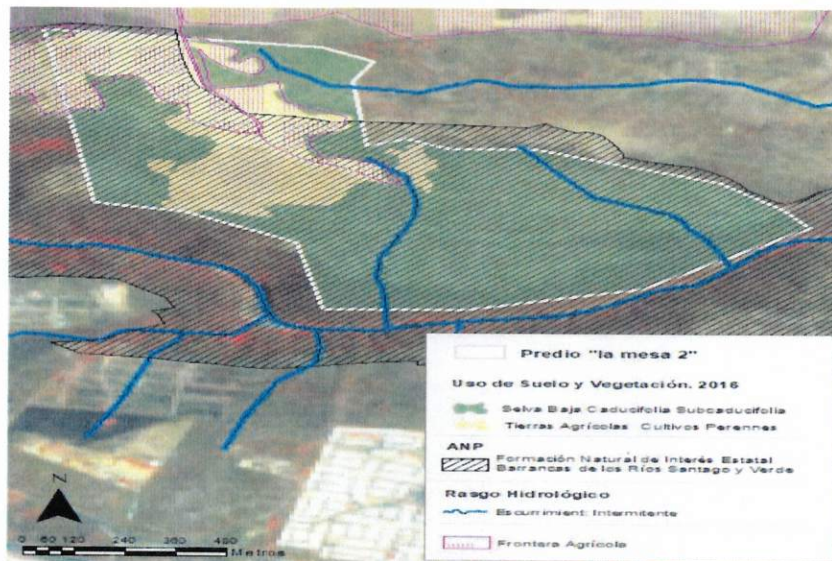 Predio "la mesa 2"
Uso de Suelo y Vegetación. 2016
Selva Baja Caducifolia Subcaducifolia
Tierras Agrícolas Cultivos Perennes
ANP
Formación Natural de Interés Estatal
Barrancas de los Ríos Santago y Verde
Rasgo Hidrológico
Escurrimient: Intermitente
Frontera Agrícola
N
0 60 120 240 360 480
Metros